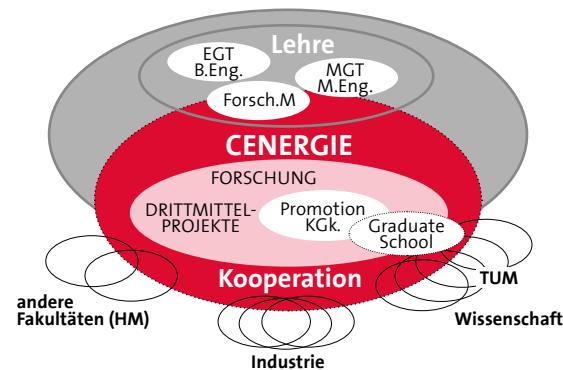 Lehre
EGT
B.Eng.
MGT
M.Eng.
Forsch.M
CENERGIE
FORSCHUNG
DRITTMITTEL-
PROJEKTE
Promotion
KGk.
Graduate
School
Kooperation
TUM
andere
Fakultäten (HM)
Wissenschaft
Industrie